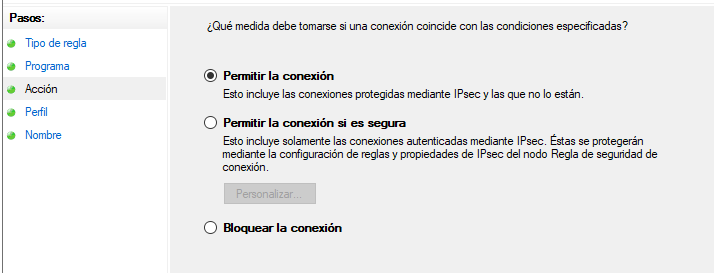 Pasos:
Tipo de regla
Programa
Acción
Perfil
Nombre
¿Qué medida debe tomarse si una conexión coincide con las condiciones especificadas?
Permitir la conexión
Esto incluye las conexiones protegidas mediante IPsec y las que no lo están.
Permitir la conexión si es segura
Esto incluye solamente las conexiones autenticadas mediante IPsec. Éstas se protegerán
mediante la configuración de reglas y propiedades de IPsec del nodo Regla de seguridad de
conexión.
Personalizar...
Bloquear la conexión